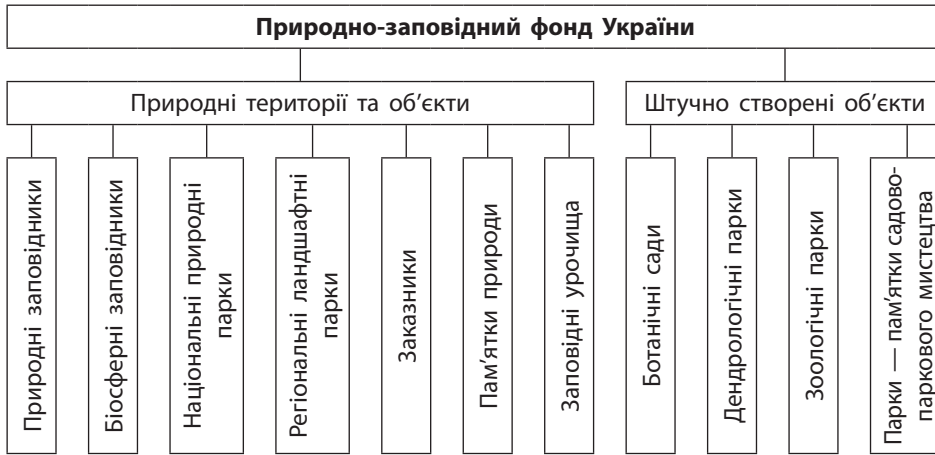 Природно-заповідний фонд України
Природні території та об’єкти
Штучно створені об’єкти
Природні заповідники
Біосферні заповідники
Національні природні
парки
Регіональні ландшафтні
парки
Заказники
Пам’ятки природи
Заповідні урочища
Ботанічні сади
Дендрологічні парки
Зоологічні парки
Парки — пам’ятки садово-
паркового мистецтва